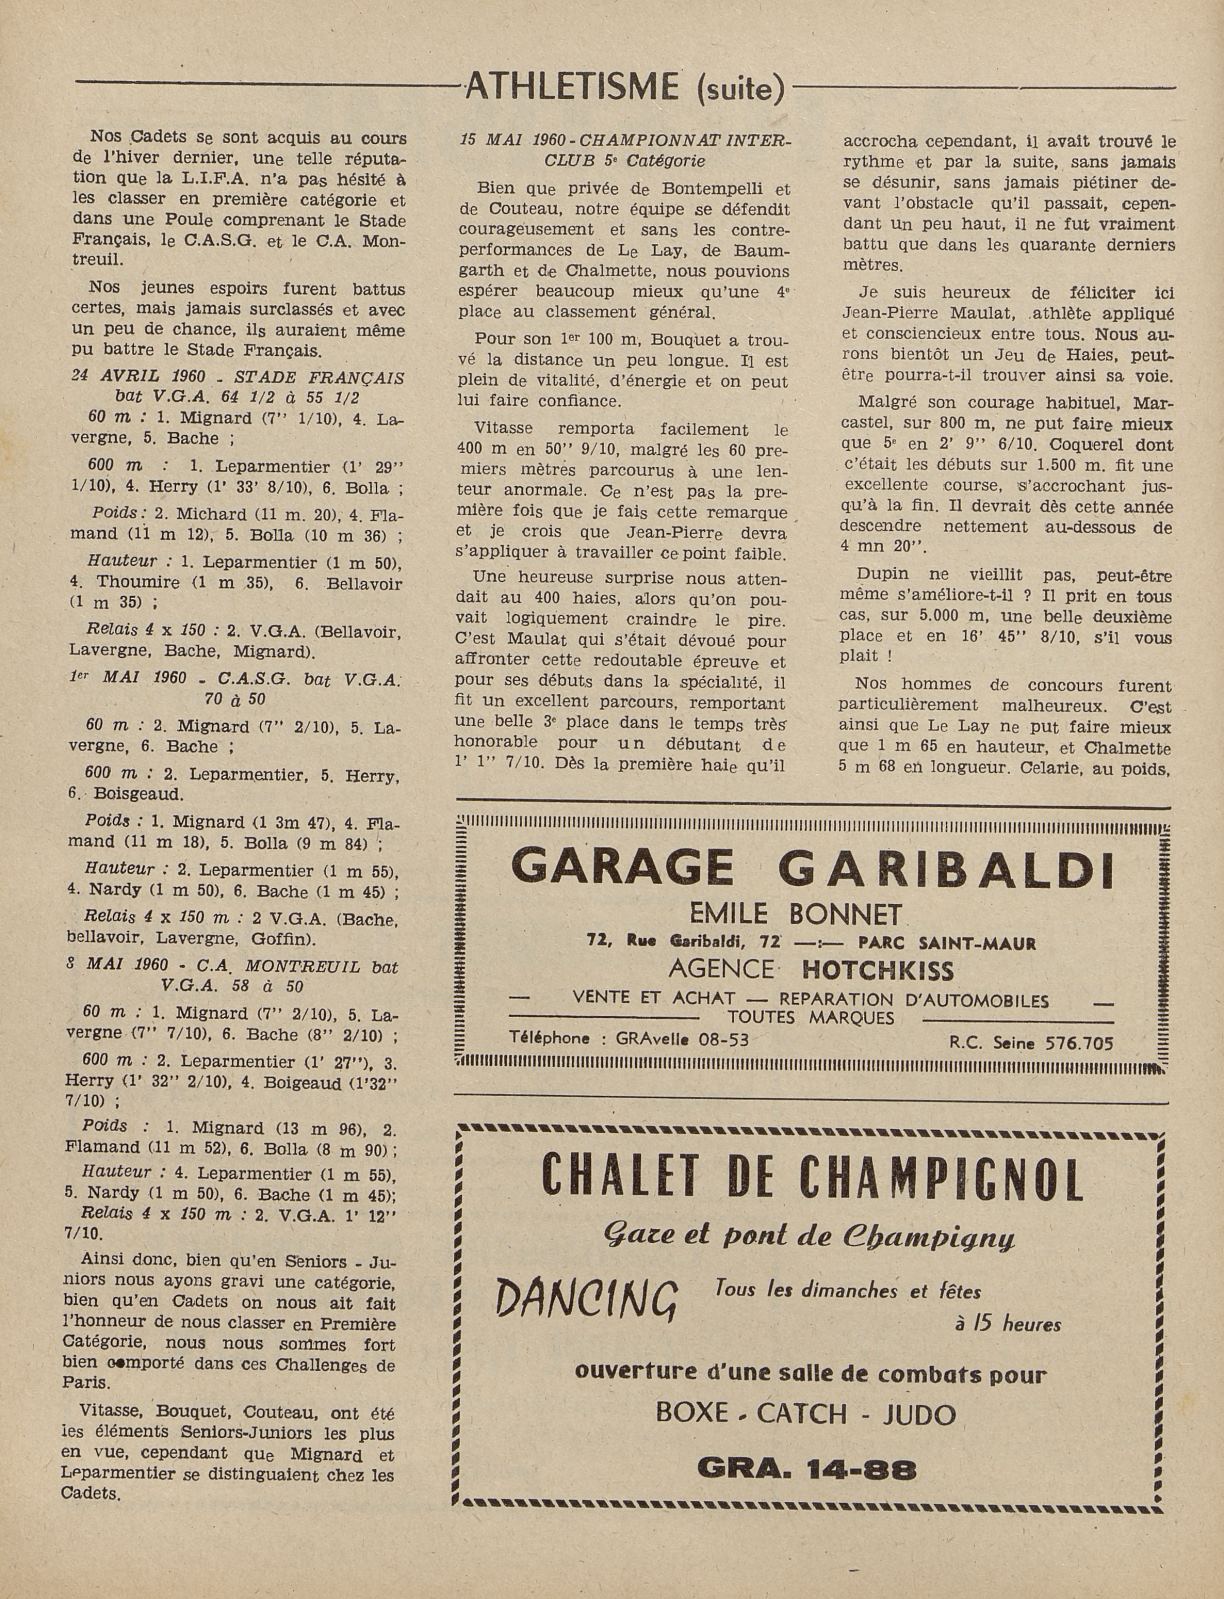 ATHLETISME (suite)
Nos Cadets se sont acquis au cours
de l'hiver dernier, une telle réputa-
tion que la L.I.F.A. n'a pas hésité à
les classer en première catégorie et
dans une Poule comprenant le Stade
Français, le C.A.S.G. et le C.A. Mon-
treuil.
Nos jeunes espoirs furent battus
certes, mais jamais surclassés et avec
un peu de chance, ils auraient même
pu battre le Stade Français.
24 AVRIL 1960 - STADE FRANÇAIS
bat V.G.A. 64 1/2 à 55 1/2
60 m : 1. Mignard (7'' 1/10), 4. La-
vergne, 5. Bache ;
600 m : 1. Leparmentier (1' 29''
1/10), 4. Herry (1' 33' 8/10), 6. Bolla ;
Poids : 2. Michard (11 m. 20), 4. Fla-
mand (11 m 12), 5. Bolla (10 m 36) ;
Hauteur : 1. Leparmentier (1 m 50),
4. Thoumire (1 m 35), 6. Bellavoir
(1 m 35) ;
Relais 4 x 150 : 2. V.G.A. (Bellavoir,
Lavergne, Bache, Mignard).
1er MAI 1960 - C.A.S.G. bat V.G.A.
70 à 50
60 m : 2. Mignard (7'' 2/10), 5. La-
vergne, 6. Bache ;
600 m : 2. Leparmentier, 5. Herry,
6. Boisgeaud.
Poids : 1. Mignard (1 3m 47), 4. Fla-
mand (11 m 18), 5. Bolla (9 m 84) ;
Hauteur : 2. Leparmentier (1 m 55),
4. Nardy (1 m 50), 6. Bache (1 m 45) ;
Relais 4 x 150 m : 2 V.G.A. (Bache,
bellavoir, Lavergne, Goffin).
8 MAI 1960 - C.A. MONTREUIL bat
V.G.A. 58 à 50
60 m : 1. Mignard (7'' 2/10), 5. La-
vergne (7'' 7/10), 6. Bache (8'' 2/10) ;
600 m : 2. Leparmentier (1' 27''), 3.
Herry (1' 32'' 2/10), 4. Boigeaud (1'32''
7/10) ;
Poids : 1. Mignard (13 m 96), 2.
Flamand (11 m 52), 6. Bolla (8 m 90) ;
Hauteur : 4. Leparmentier (1 m 55),
5. Nardy (1 m 50), 6. Bache (1 m 45);
Relais 4 x 150 m : 2. V.G.A. 1' 12''
7/10.
Ainsi donc, bien qu'en Seniors - Ju-
niors nous ayons gravi une catégorie,
bien qu'en Cadets on nous ait fait
l'honneur de nous classer en Première
Catégorie, nous nous sommes fort
bien comporté dans ces Challenges de
Paris.
Vitasse, Bouquet, Couteau, ont été
les éléments Seniors-Juniors les plus
en vue, cependant que Mignard et
Leparmentier se distinguaient chez les
Cadets.
15 MAI 1960 - CHAMPIONNAT INTER-
CLUB 5e Catégorie
Bien que privée de Bontempelli et
de Couteau, notre équipe se défendit
courageusement et sans les contre-
performances de Le Lay, de Baum-
garth et de Chalmette, nous pouvions
espérer beaucoup mieux qu'une 4e
place au classement général.
Pour son 1er 100 m, Bouquet a trou-
vé la distance un peu longue. Il est
plein de vitalité, d'énergie et on peut
lui faire confiance.
Vitasse remporta facilement le
400 m en 50'' 9/10, malgré les 60 pre-
miers mètres parcourus à une len-
teur anormale. Ce n'est pas la pre-
mière fois que je fais cette remarque
et je crois que Jean-Pierre devra
s'appliquer à travailler ce point faible.
Une heureuse surprise nous atten-
dait au 400 haies, alors qu'on pou-
vait logiquement craindre le pire.
C'est Maulat qui s'était dévoué pour
affronter cette redoutable épreuve et
pour ses débuts dans la spécialité, il
fit un excellent parcours, remportant
une belle 3e place dans le temps très
honorable pour un débutant de
1' 1'' 7/10. Dès la première haie qu'il
accrocha cependant, il avait trouvé le
rythme et par la suite, sans jamais
se désunir, sans jamais piétiner de-
vant l'obstacle qu'il passait, cepen-
dant un peu haut, il ne fut vraiment
battu que dans les quarante derniers
mètres.
Je suis heureux de féliciter ici
Jean-Pierre Maulat, athlète appliqué
et consciencieux entre tous. Nous au-
rons bientôt un Jeu de Haies, peut-
être pourra-t-il trouver ainsi sa voie.
Malgré son courage habituel, Mar-
castel, sur 800 m, ne put faire mieux
que 5e en 2' 9'' 6/10. Coquerel dont
c'était les débuts sur 1.500 m. fit une
excellente course, s'accrochant jus-
qu'à la fin. Il devrait dès cette année
descendre nettement au-dessous de
4 mn 20''.
Dupin ne vieillit pas, peut-être
même s'améliore-t-il ? Il prit en tous
cas, sur 5.000 m, une belle deuxième
place et en 16' 45'' 8/10, s'il vous
plait !
Nos hommes de concours furent
particulièrement malheureux. C'est
ainsi que Le Lay ne put faire mieux
que 1 m 65 en hauteur, et Chalmette
5 m 68 en longueur. Celarie, au poids,
GARAGE GARIBALDI
EMILE BONNET
72, Rue Garibaldi, 72 —:— PARC SAINT-MAUR
AGENCE HOTCHKISS
— VENTE ET ACHAT — REPARATION D'AUTOMOBILES —
TOUTES MARQUES
Téléphone : GRAvelle 08-53 R.C. Seine 576.705
CHALET DE CHAMPIGNOL
Gare et pont de Champigny
DANCING Tous les dimanches et fêtes
à 15 heures
ouverture d'une salle de combats pour
BOXE - CATCH - JUDO
GRA. 14-88